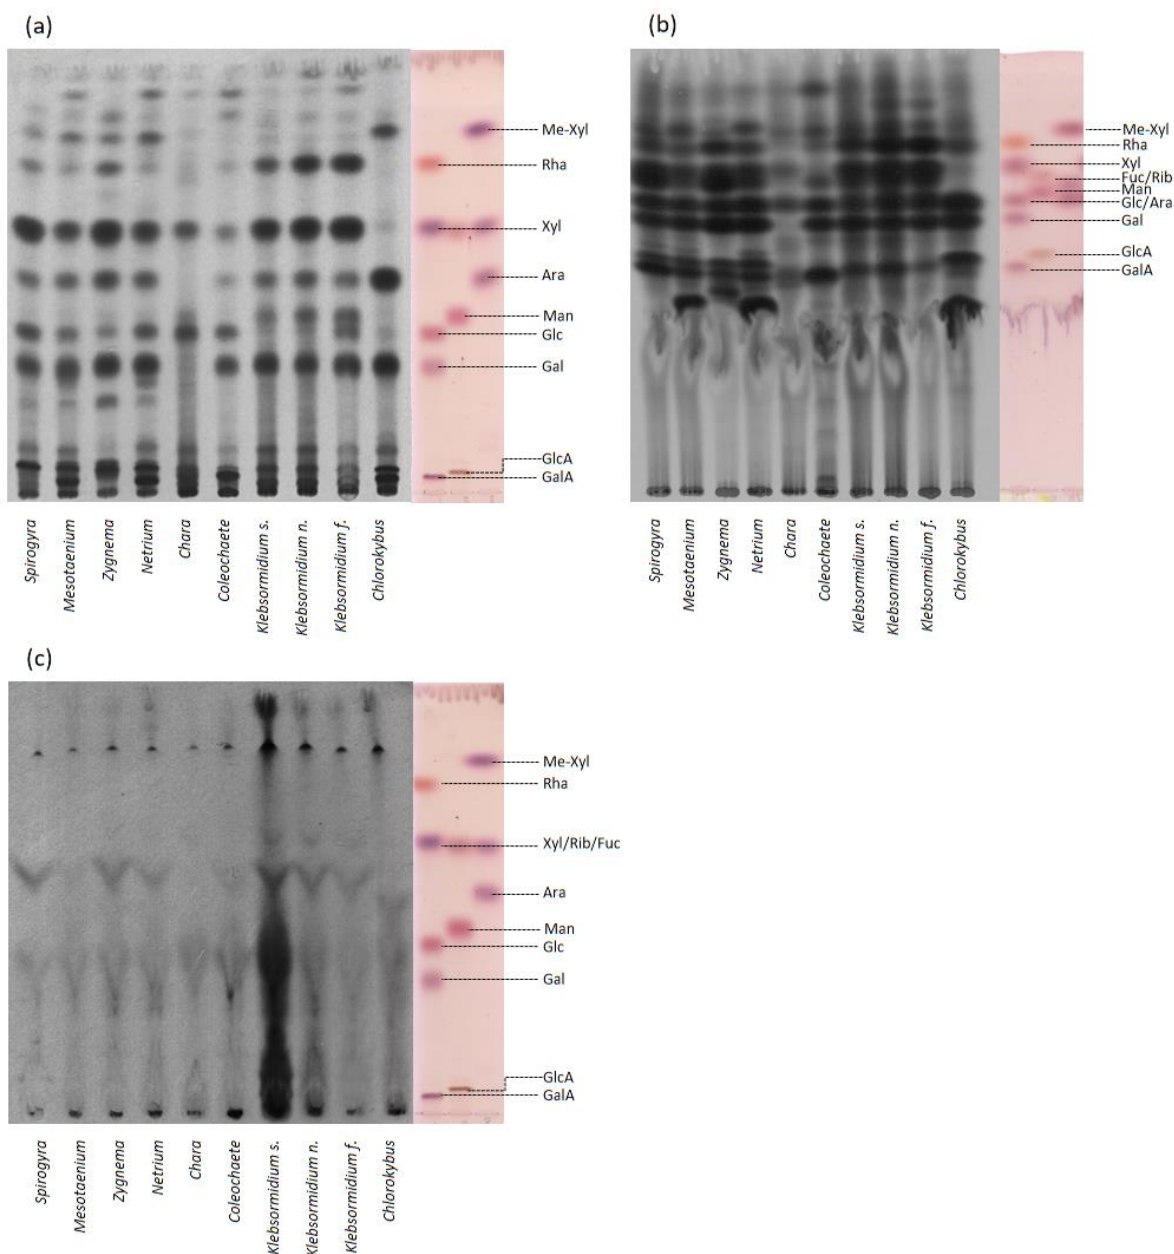 (a)
Me-Xyl
Rha
Xyl
Ara
Man
Glc
Gal
GlcA
GalA
Spirogyra
Mesotaenium
Zygnema
Netrium
Chara
Coleochaete
Klebsormidium s.
Klebsormidium n.
Klebsormidium f.
Chlorokybus
(b)
Me-Xyl
Rha
Xyl
Fuc/Rib
Man
Glc/Ara
Gal
GlcA
GalA
Spirogyra
Mesotaenium
Zygnema
Netrium
Chara
Coleochaete
Klebsormidium s.
Klebsormidium n.
Klebsormidium f.
Chlorokybus
(c)
Me-Xyl
Rha
Xyl/Rib/Fuc
Ara
Man
Glc
Gal
GlcA
GalA
Spirogyra
Mesotaenium
Zygnema
Netrium
Chara
Coleochaete
Klebsormidium s.
Klebsormidium n.
Klebsormidium f.
Chlorokybus